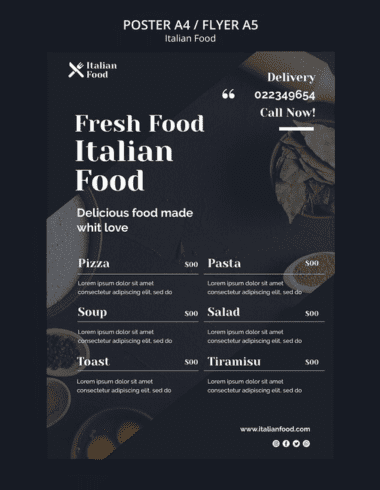 POSTER A4 / FLYER A5
Italian Food
Italian
Food
Delivery
022349654
Call Now!
“
Fresh Food
Italian
Food
Delicious food made
whit love
Pizza $00
Lorem ipsum dolor sit amet,
consectetur adipiscing elit, sed do
Pasta $00
Lorem ipsum dolor sit amet,
consectetur adipiscing elit, sed do
Soup $00
Lorem ipsum dolor sit amet,
consectetur adipiscing elit, sed do
Salad $00
Lorem ipsum dolor sit amet,
consectetur adipiscing elit, sed do
Toast $00
Lorem ipsum dolor sit amet,
consectetur adipiscing elit, sed do
Tiramisu $00
Lorem ipsum dolor sit amet,
consectetur adipiscing elit, sed do
www.italianfood.com